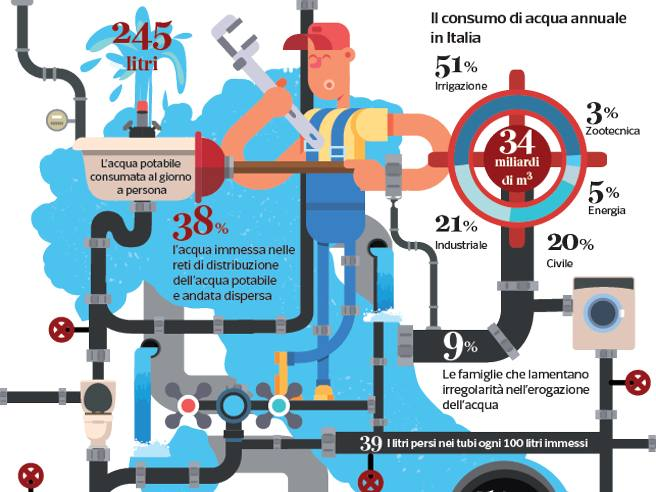 245
litri
L'acqua potabile
consumata al giorno
a persona
38%
l'acqua immessa nelle
reti di distribuzione
dell'acqua potabile
e andata dispersa
Il consumo di acqua annuale
in Italia
51%
Irrigazione
3%
Zootecnica
34
miliardi
di m³
5%
Energia
21%
Industriale
20%
Civile
9%
Le famiglie che lamentano
irregolarità nell'erogazione
dell'acqua
39 I litri persi nei tubi ogni 100 litri immessi